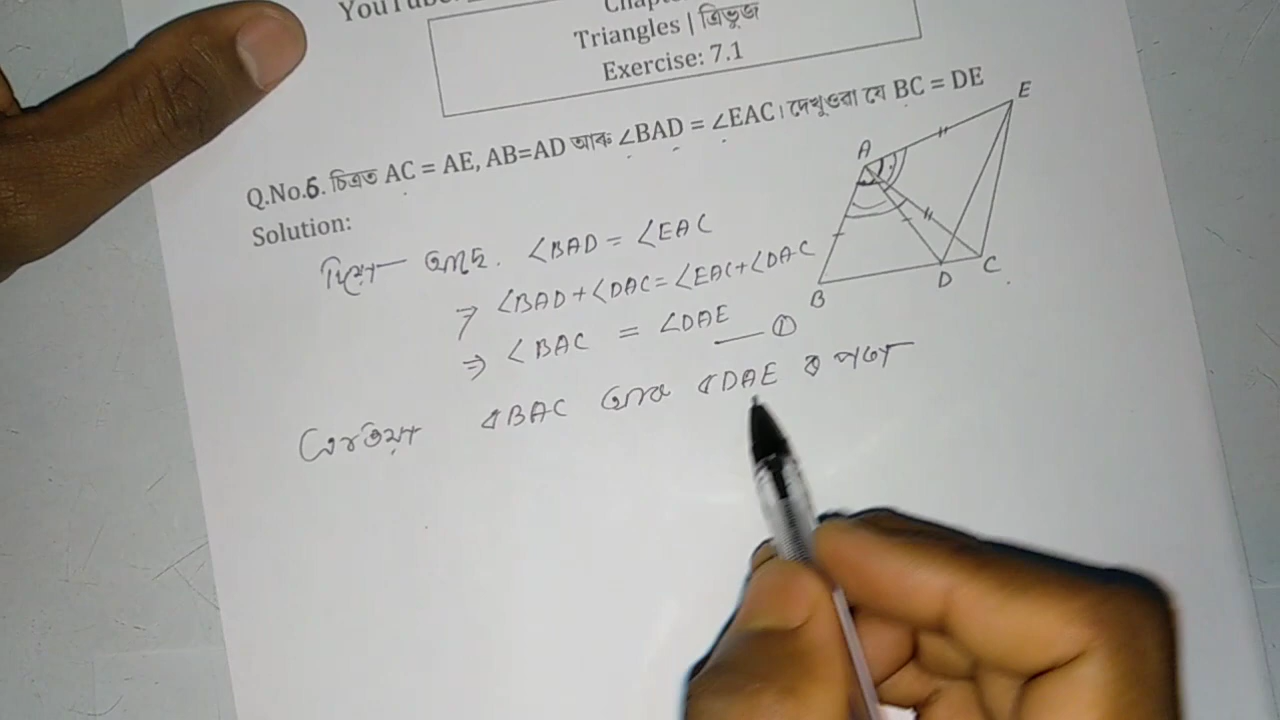 Triangles | ত্ৰিভুজ
Exercise: 7.1
Q.No.6. চিত্ৰত AC = AE, AB=AD আৰু ∠BAD = ∠EAC। দেখুওৱা যে BC = DE
Solution:
∠BAD = ∠EAC
⇒ ∠BAD + ∠DAC = ∠EAC + ∠DAC
⇒ ∠BAC = ∠DAE — ①
এতিয়া ∆BAC আৰু ∆DAE ৰ পৰা
A
E
B
D
C